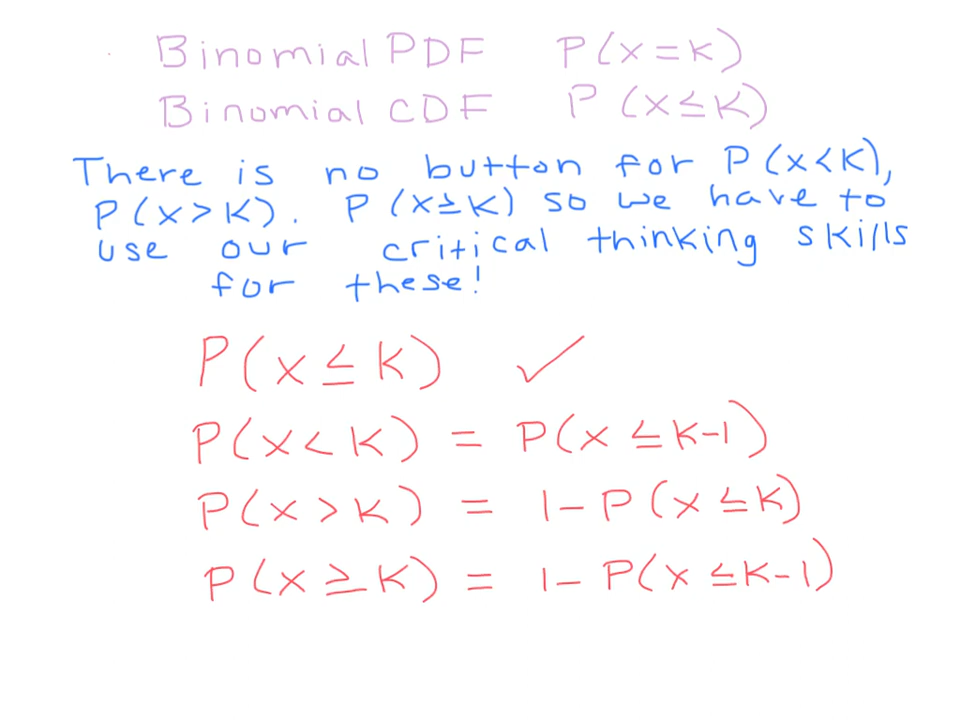 Binomial PDF P(x=K)
Binomial CDF P(x≤K)
There is no button for P(x<K),
P(x>K). P(x≥K) so we have to
use our critical thinking skills
for these!
P(x≤K) ✓
P(x<K) = P(x≤K-1)
P(x>K) = 1-P(x≤K)
P(x≥K) = 1-P(x≤K-1)